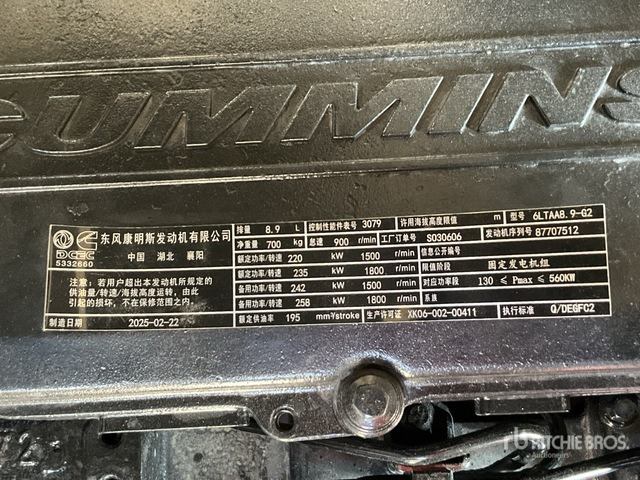 CUMMINS
东风康明斯发动机有限公司
DCEC 中国 湖北 襄阳
5332660
注意：若用户超出本发动机所规定的
供油量/转速/海拔高度运转，由此
引起的损坏，不在保修范围之内。
制造日期 2025-02-22
排量 8.9 L 控制性能件表号 3079 许用海拔高度限值 m 型号 6LTAA8.9-G2
净重量 700 kg 怠速 900 r/min 工厂订单号 SO30606 发动机序列号 87707512
额定功率/转速 220 kW 1500 r/min 信息公开编号
额定功率/转速 235 kW 1800 r/min 限值阶段 固定发电机组
备用功率/转速 242 kW 1500 r/min 对应功率段 130 ≤ Pmax ≤ 560KW
备用功率/转速 258 kW 1800 r/min 系族
额定供油率 195 mm³/stroke 生产许可证 XK06-002-00411 执行标准 Q/DEGFC2
RITCHIE BROS.
Auctioneers